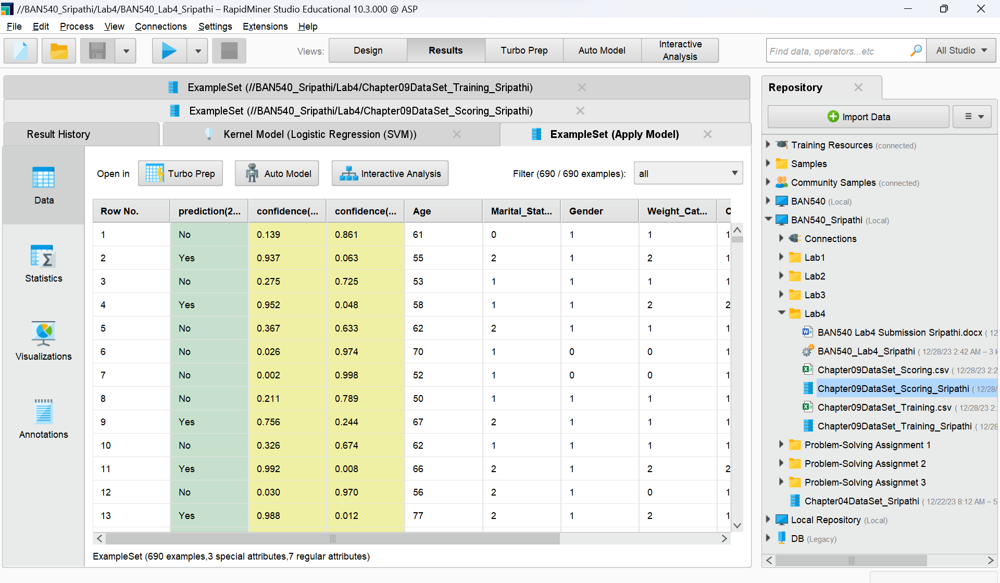 //BAN540_Sripathi/Lab4/BAN540_Lab4_Sripathi – RapidMiner Studio Educational 10.3.000 @ ASP
File Edit Process View Connections Settings Extensions Help
Views: Design Results Turbo Prep Auto Model Interactive Analysis
Find data, operators...etc All Studio
ExampleSet (//BAN540_Sripathi/Lab4/Chapter09DataSet_Training_Sripathi)
ExampleSet (//BAN540_Sripathi/Lab4/Chapter09DataSet_Scoring_Sripathi)
Result History Kernel Model (Logistic Regression (SVM)) ExampleSet (Apply Model)
Data
Statistics
Visualizations
Annotations
Open in Turbo Prep Auto Model Interactive Analysis Filter (690 / 690 examples): all
Row No. prediction(2... confidence(... confidence(... Age Marital_Stat... Gender Weight_Cat... C
1 No 0.139 0.861 61 0 1 1 1
2 Yes 0.937 0.063 55 2 1 2 1
3 No 0.275 0.725 53 1 1 1 1
4 Yes 0.952 0.048 58 1 1 2 2
5 No 0.367 0.633 62 2 1 1 1
6 No 0.026 0.974 70 1 0 0 1
7 No 0.002 0.998 52 1 0 0 1
8 No 0.211 0.789 50 1 1 1 1
9 Yes 0.756 0.244 67 2 1 1 1
10 No 0.326 0.674 62 1 1 1 1
11 Yes 0.992 0.008 66 2 1 2 2
12 No 0.030 0.970 56 2 1 0 1
13 Yes 0.988 0.012 77 2 1 2 1
ExampleSet (690 examples,3 special attributes,7 regular attributes)
Repository
Import Data
Training Resources (connected)
Samples
Community Samples (connected)
BAN540 (Local)
BAN540_Sripathi (Local)
Connections
Lab1
Lab2
Lab3
Lab4
BAN540 Lab4 Submission Sripathi.docx ( 12
BAN540_Lab4_Sripathi ( 12/28/23 2:42 AM – 3 k
Chapter09DataSet_Scoring.csv ( 12/28/23 2:2
Chapter09DataSet_Scoring_Sripathi ( 12/28/
Chapter09DataSet_Training.csv ( 12/28/23 2:
Chapter09DataSet_Training_Sripathi ( 12/28
Problem-Solving Assignment 1
Problem-Solving Assignmet 2
Problem-Solving Assignmet 3
Chapter04DataSet_Sripathi ( 12/22/23 8:12 AM – 5
Local Repository (Local)
DB (Legacy)